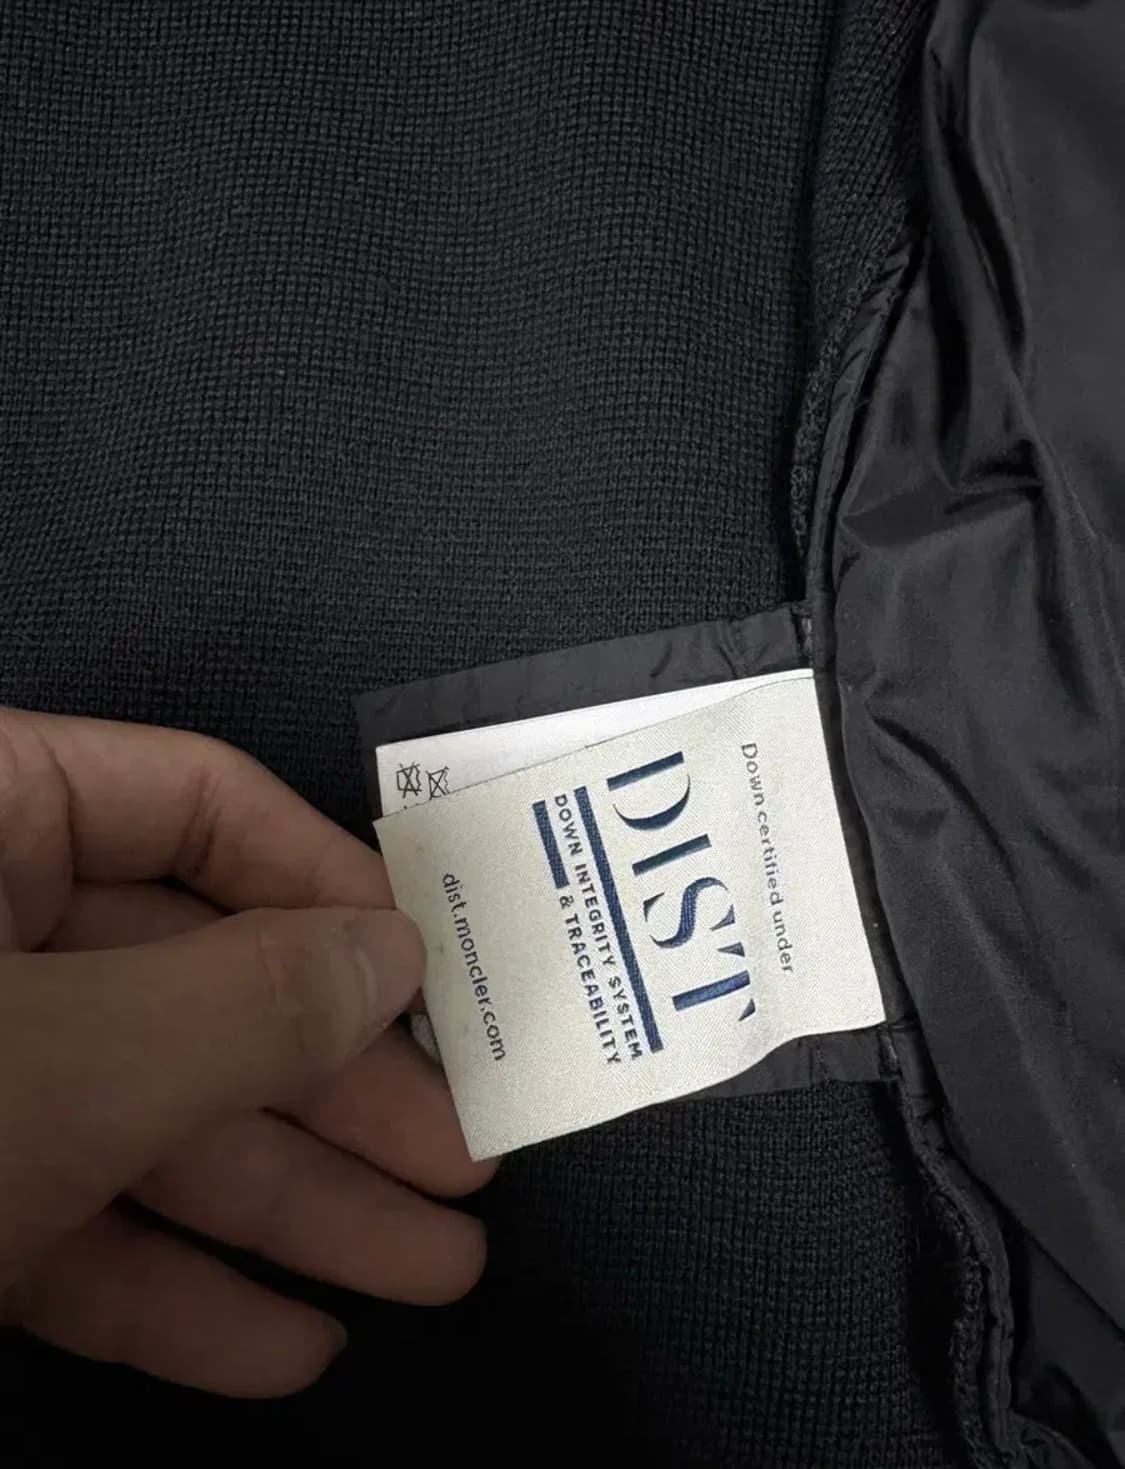 Down certified under
DIST
DOWN INTEGRITY SYSTEM
& TRACEABILITY
dist.moncler.com